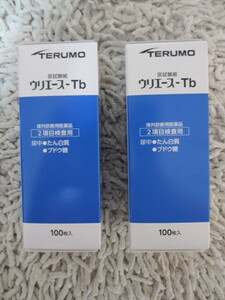 TERUMO
尿試験紙
ウリエース-Tb
体外診断用医薬品
2項目検査用
尿中●たん白質
●ブドウ糖
100枚入
TERUMO
尿試験紙
ウリエース-Tb
体外診断用医薬品
2項目検査用
尿中●たん白質
●ブドウ糖
100枚入